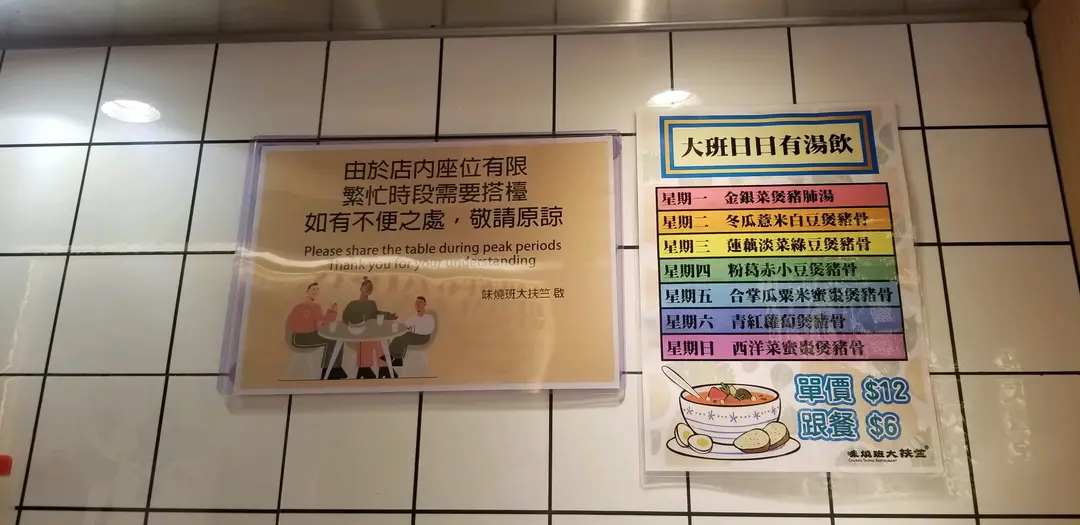 由於店內座位有限
繁忙時段需要搭檯
如有不便之處，敬請原諒
Please share the table during peak periods
Thank you for your understanding
味燒班大扶竺 啟
大班日日有湯飲
星期一 金銀菜煲豬肺湯
星期二 冬瓜薏米白豆煲豬骨
星期三 蓮藕淡菜綠豆煲豬骨
星期四 粉葛赤小豆煲豬骨
星期五 合掌瓜粟米蜜棗煲豬骨
星期六 青紅蘿蔔煲豬骨
星期日 西洋菜蜜棗煲豬骨
單價 $12
跟餐 $6
味燒班大扶竺